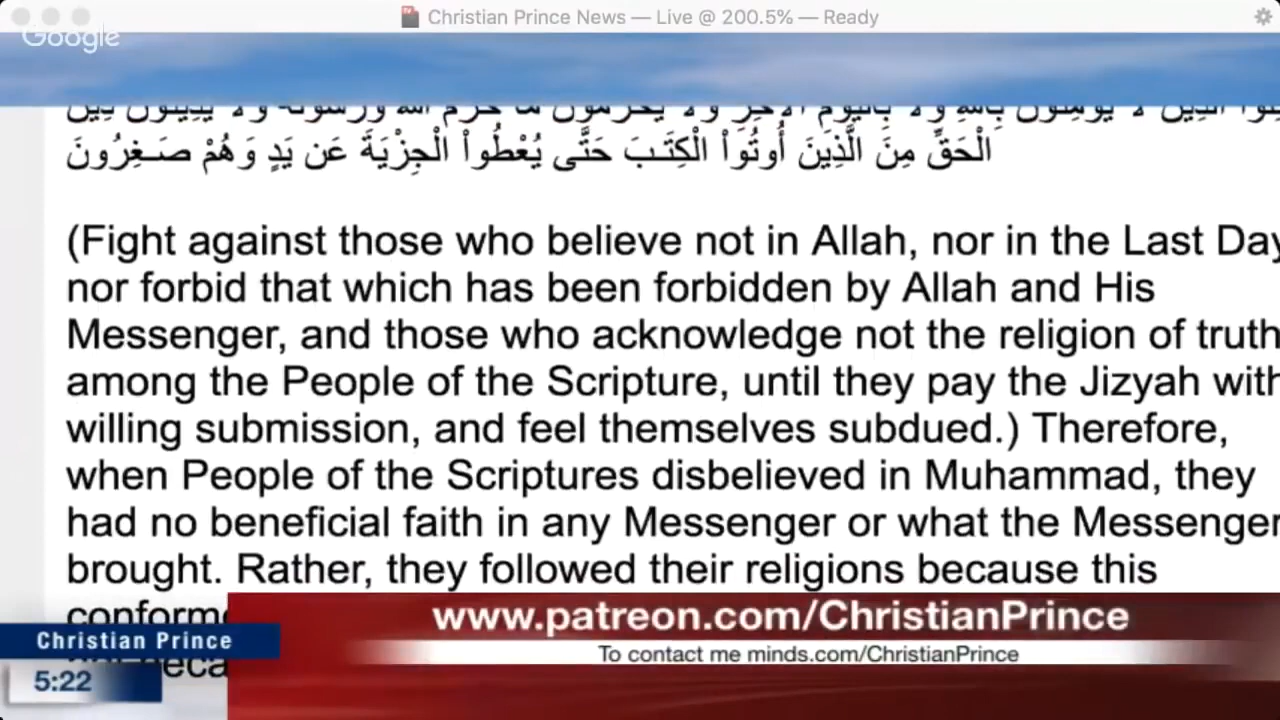 Christian Prince News — Live @ 200.5% — Ready
Google
الْحَقِّ مِنَ الَّذِينَ أُوتُواْ الْكِتَـبَ حَتَّى يُعْطُواْ الْجِزْيَةَ عَن يَدٍ وَهُمْ صَـغِرُونَ
(Fight against those who believe not in Allah, nor in the Last Day
nor forbid that which has been forbidden by Allah and His
Messenger, and those who acknowledge not the religion of truth
among the People of the Scripture, until they pay the Jizyah with
willing submission, and feel themselves subdued.) Therefore,
when People of the Scriptures disbelieved in Muhammad, they
had no beneficial faith in any Messenger or what the Messenger
brought. Rather, they followed their religions because this
www.patreon.com/ChristianPrince
To contact me minds.com/ChristianPrince
Christian Prince
5:22